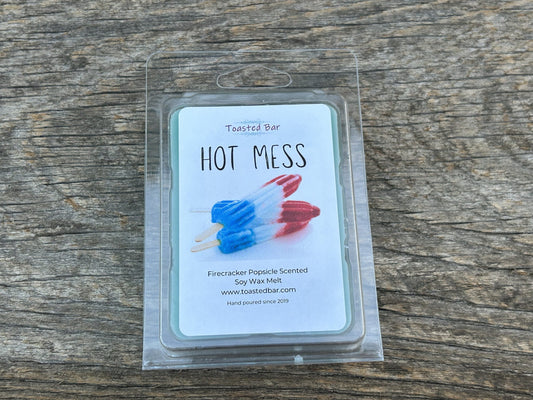 Toasted Bar
HOT MESS
Firecracker Popsicle Scented
Soy Wax Melt
www.toastedbar.com
Hand poured since 2019